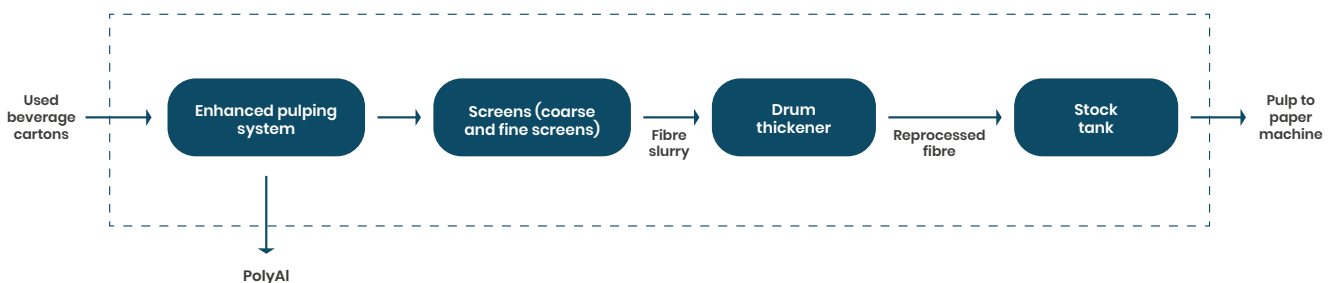 Used
beverage
cartons
Enhanced pulping
system
Screens (coarse
and fine screens)
Fibre
slurry
Drum
thickener
Reprocessed
fibre
Stock
tank
Pulp to
paper
machine
PolyAl